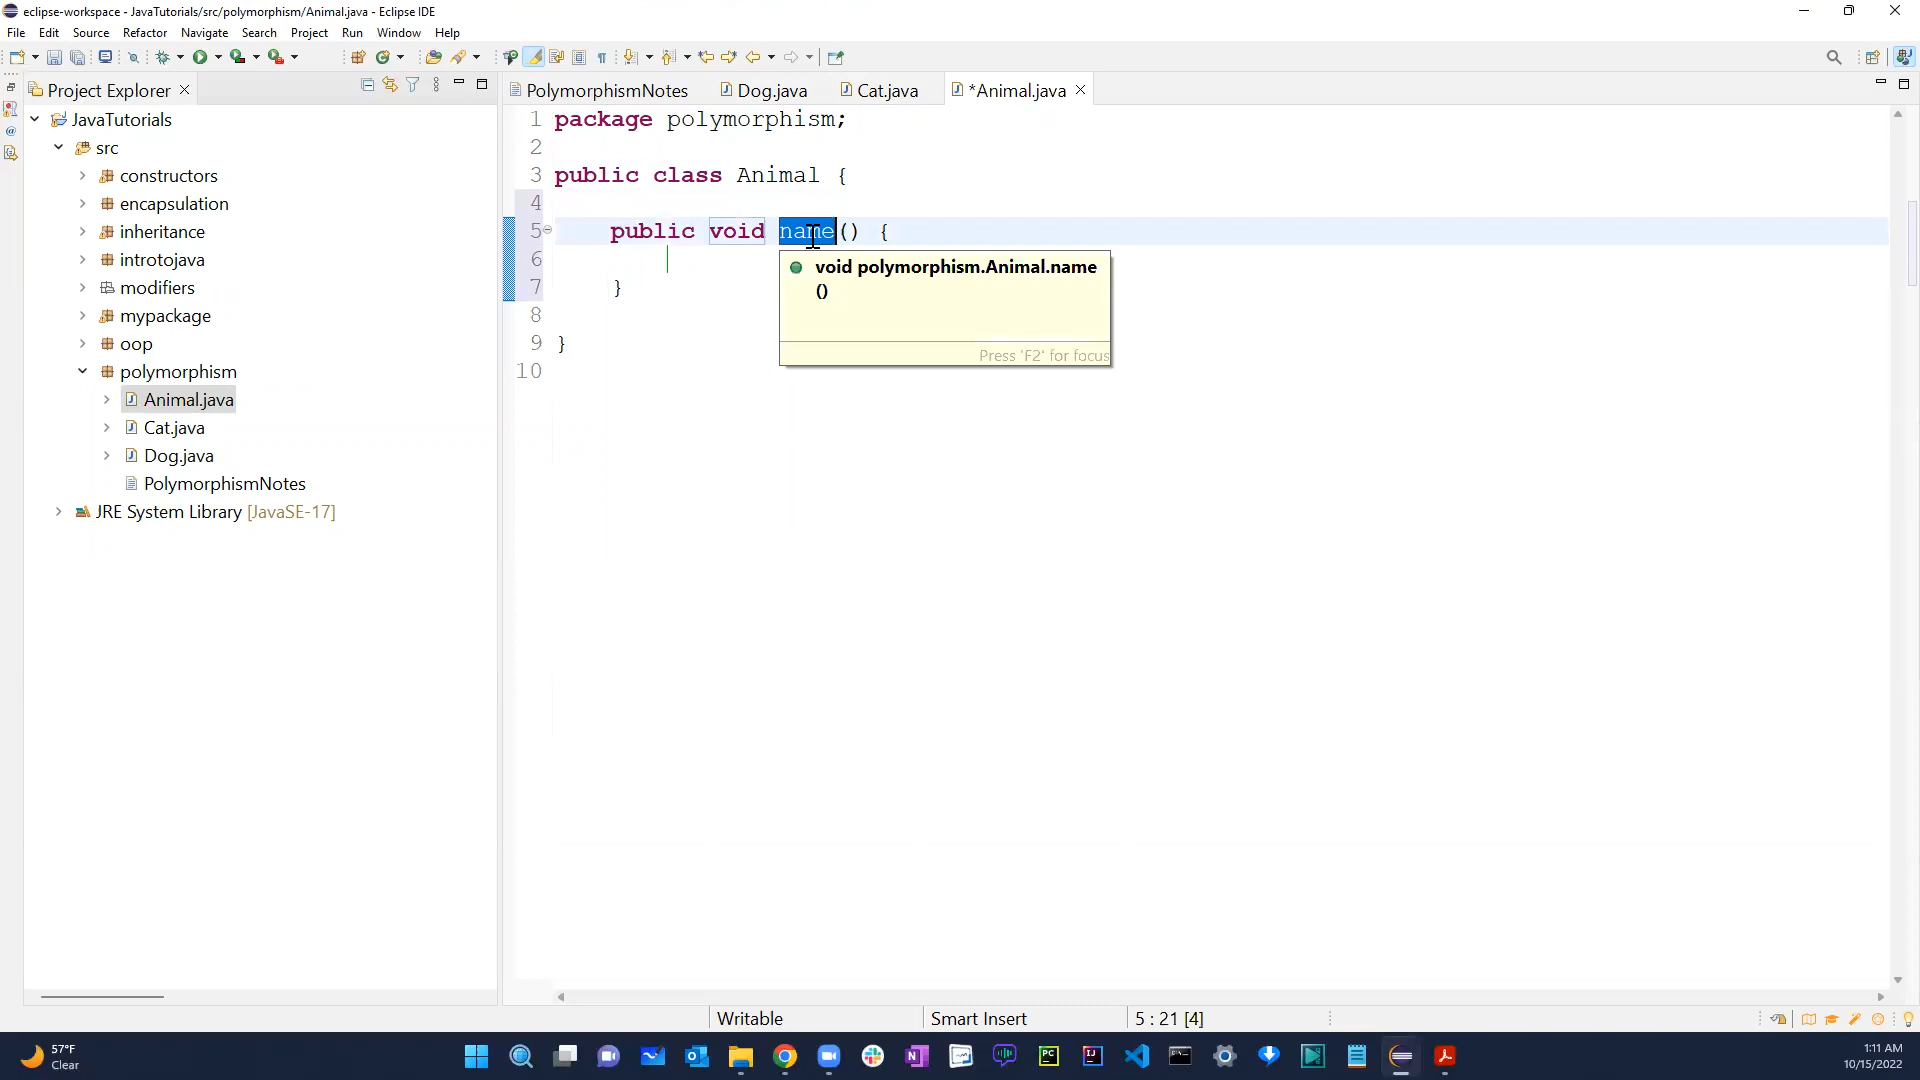 eclipse-workspace - JavaTutorials/src/polymorphism/Animal.java - Eclipse IDE
File Edit Source Refactor Navigate Search Project Run Window Help
Project Explorer
PolymorphismNotes Dog.java Cat.java *Animal.java
JavaTutorials
src
constructors
encapsulation
inheritance
introtojava
modifiers
mypackage
oop
polymorphism
Animal.java
Cat.java
Dog.java
PolymorphismNotes
JRE System Library [JavaSE-17]
1 package polymorphism;
2
3 public class Animal {
4
5 public void name() {
6
7 }
8
9 }
10
void polymorphism.Animal.name
()
Press 'F2' for focus
Writable Smart Insert 5 : 21 [4]
57°F
Clear
1:11 AM
10/15/2022